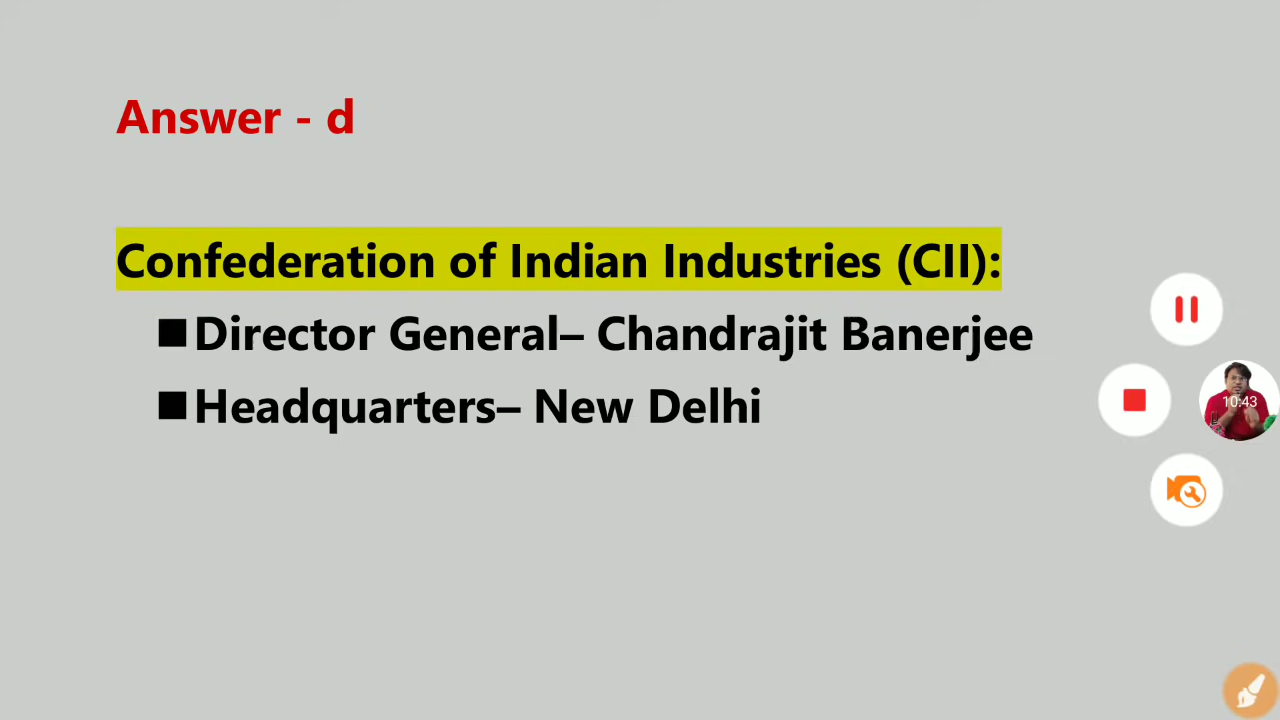 Answer - d
Confederation of Indian Industries (CII):
■Director General– Chandrajit Banerjee
■Headquarters– New Delhi
10:43